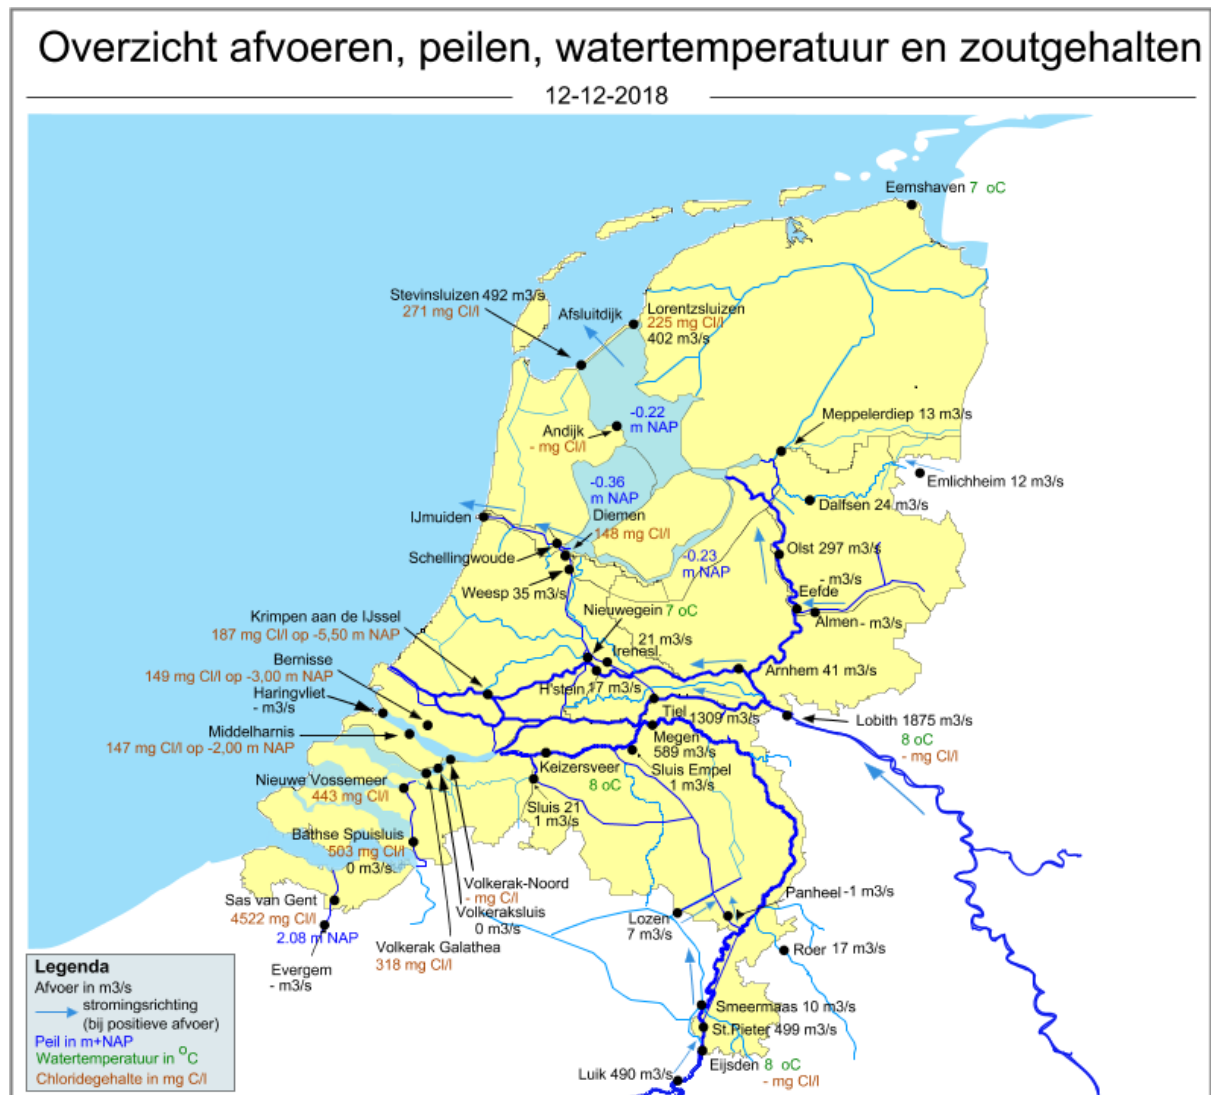 Overzicht afvoeren, peilen, watertemperatuur en zoutgehalten
12-12-2018
Eemshaven 7 oC
Stevinsluizen 492 m3/s
271 mg Cl/l
Afsluitdijk
Lorentzsluizen
225 mg Cl/l
402 m3/s
-0.22
m NAP
Meppelerdiep 13 m3/s
Andijk
- mg Cl/l
Emlichheim 12 m3/s
-0.36
m NAP
Dalfsen 24 m3/s
IJmuiden
Diemen
148 mg Cl/l
Schellingwoude
Olst 297 m3/s
-0.23
m NAP
- m3/s
Eefde
Weesp 35 m3/s
Nieuwegein 7 oC
Almen - m3/s
Krimpen aan de IJssel
187 mg Cl/l op -5,50 m NAP
21 m3/s
Irenesl.
Bernisse
149 mg Cl/l op -3,00 m NAP
Arnhem 41 m3/s
Haringvliet
- m3/s
H'stein 17 m3/s
Tiel 1309 m3/s
Lobith 1875 m3/s
8 oC
- mg Cl/l
Middelharnis
147 mg Cl/l op -2,00 m NAP
Megen
589 m3/s
Keizersveer
8 oC
Sluis Empel
1 m3/s
Nieuwe Vossemeer
443 mg Cl/l
Sluis 21
1 m3/s
Bathse Spuisluis
503 mg Cl/l
0 m3/s
Volkerak-Noord
- mg C/l
Volkeraksluis
0 m3/s
Panheel -1 m3/s
Sas van Gent
4522 mg Cl/l
2.08 m NAP
Lozen
7 m3/s
Volkerak Galathea
318 mg Cl/l
Roer 17 m3/s
Evergem
- m3/s
Smeermaas 10 m3/s
St.Pieter 499 m3/s
Eijsden 8 oC
- mg Cl/l
Luik 490 m3/s
Legenda
Afvoer in m3/s
stromingsrichting
(bij positieve afvoer)
Peil in m+NAP
Watertemperatuur in oC
Chloridegehalte in mg C/l